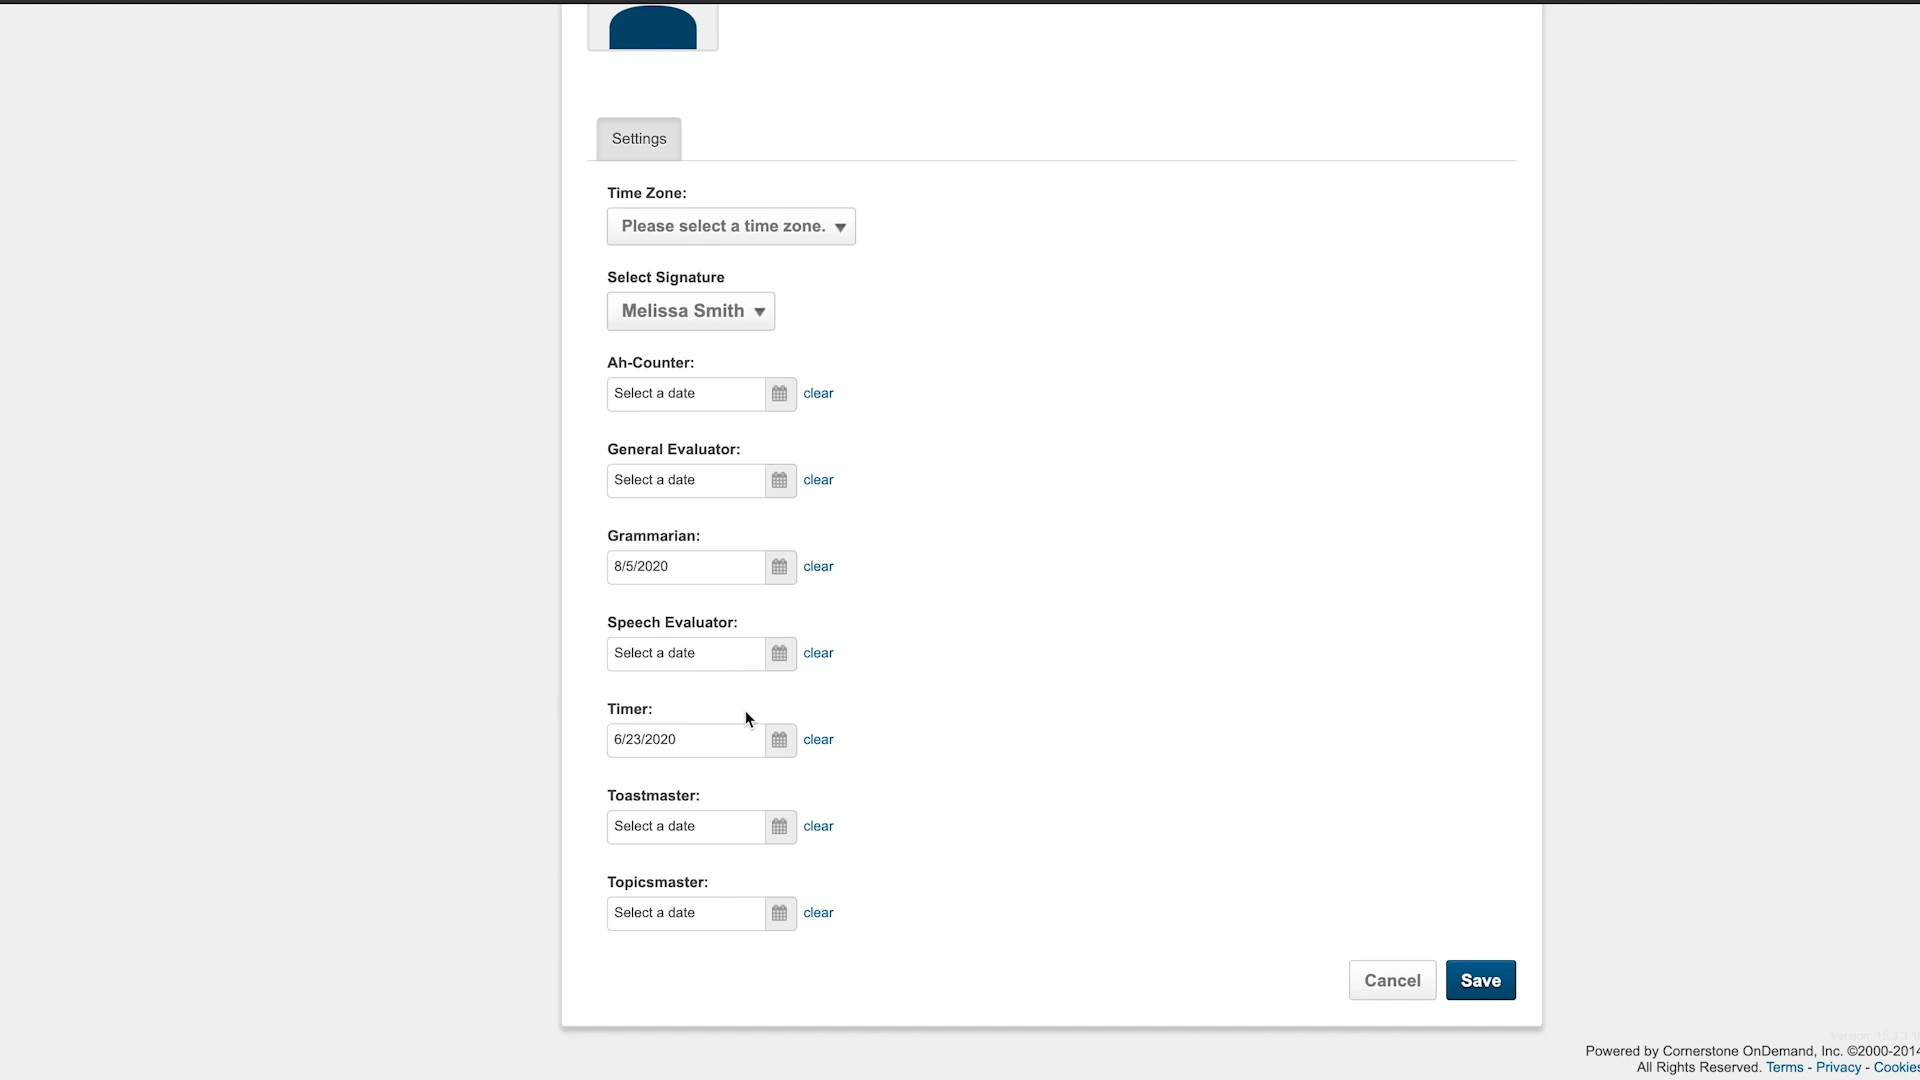 Settings
Time Zone:
Please select a time zone.
Select Signature
Melissa Smith
Ah-Counter:
Select a date clear
General Evaluator:
Select a date clear
Grammarian:
8/5/2020 clear
Speech Evaluator:
Select a date clear
Timer:
6/23/2020 clear
Toastmaster:
Select a date clear
Topicsmaster:
Select a date clear
Cancel Save
Powered by Cornerstone OnDemand, Inc. ©2000-2014
All Rights Reserved. Terms - Privacy - Cookies